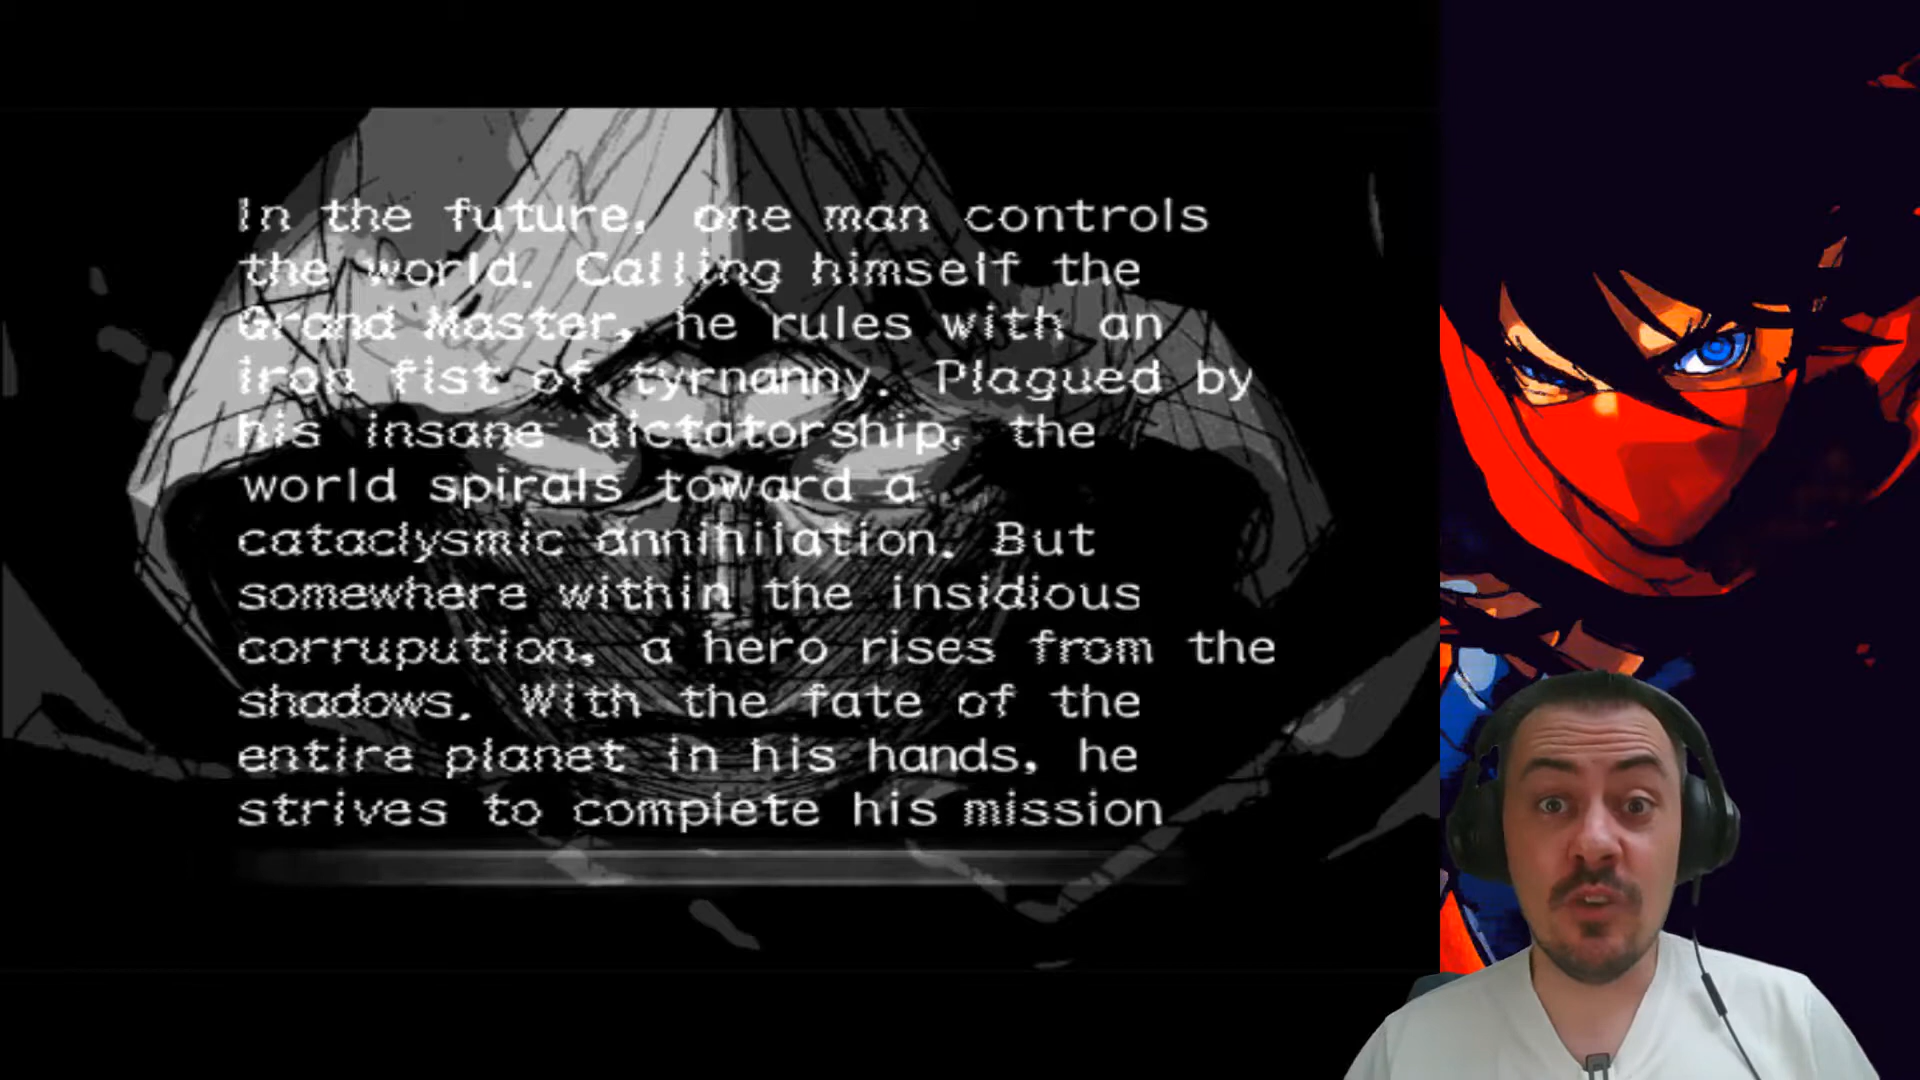 In the future, one man controls
the world. Calling himself the
Grand Master, he rules with an
iron fist of tyrnanny. Plagued by
his insane dictatorship, the
world spirals toward a
cataclysmic annihilation. But
somewhere within the insidious
corrupution, a hero rises from the
shadows. With the fate of the
entire planet in his hands, he
strives to complete his mission